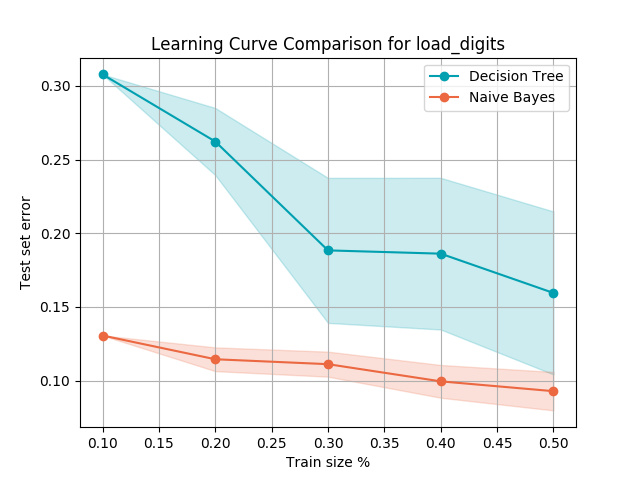 Learning Curve Comparison for load_digits
Decision Tree
Naive Bayes
Test set error
0.30
0.25
0.20
0.15
0.10
0.10 0.15 0.20 0.25 0.30 0.35 0.40 0.45 0.50
Train size %